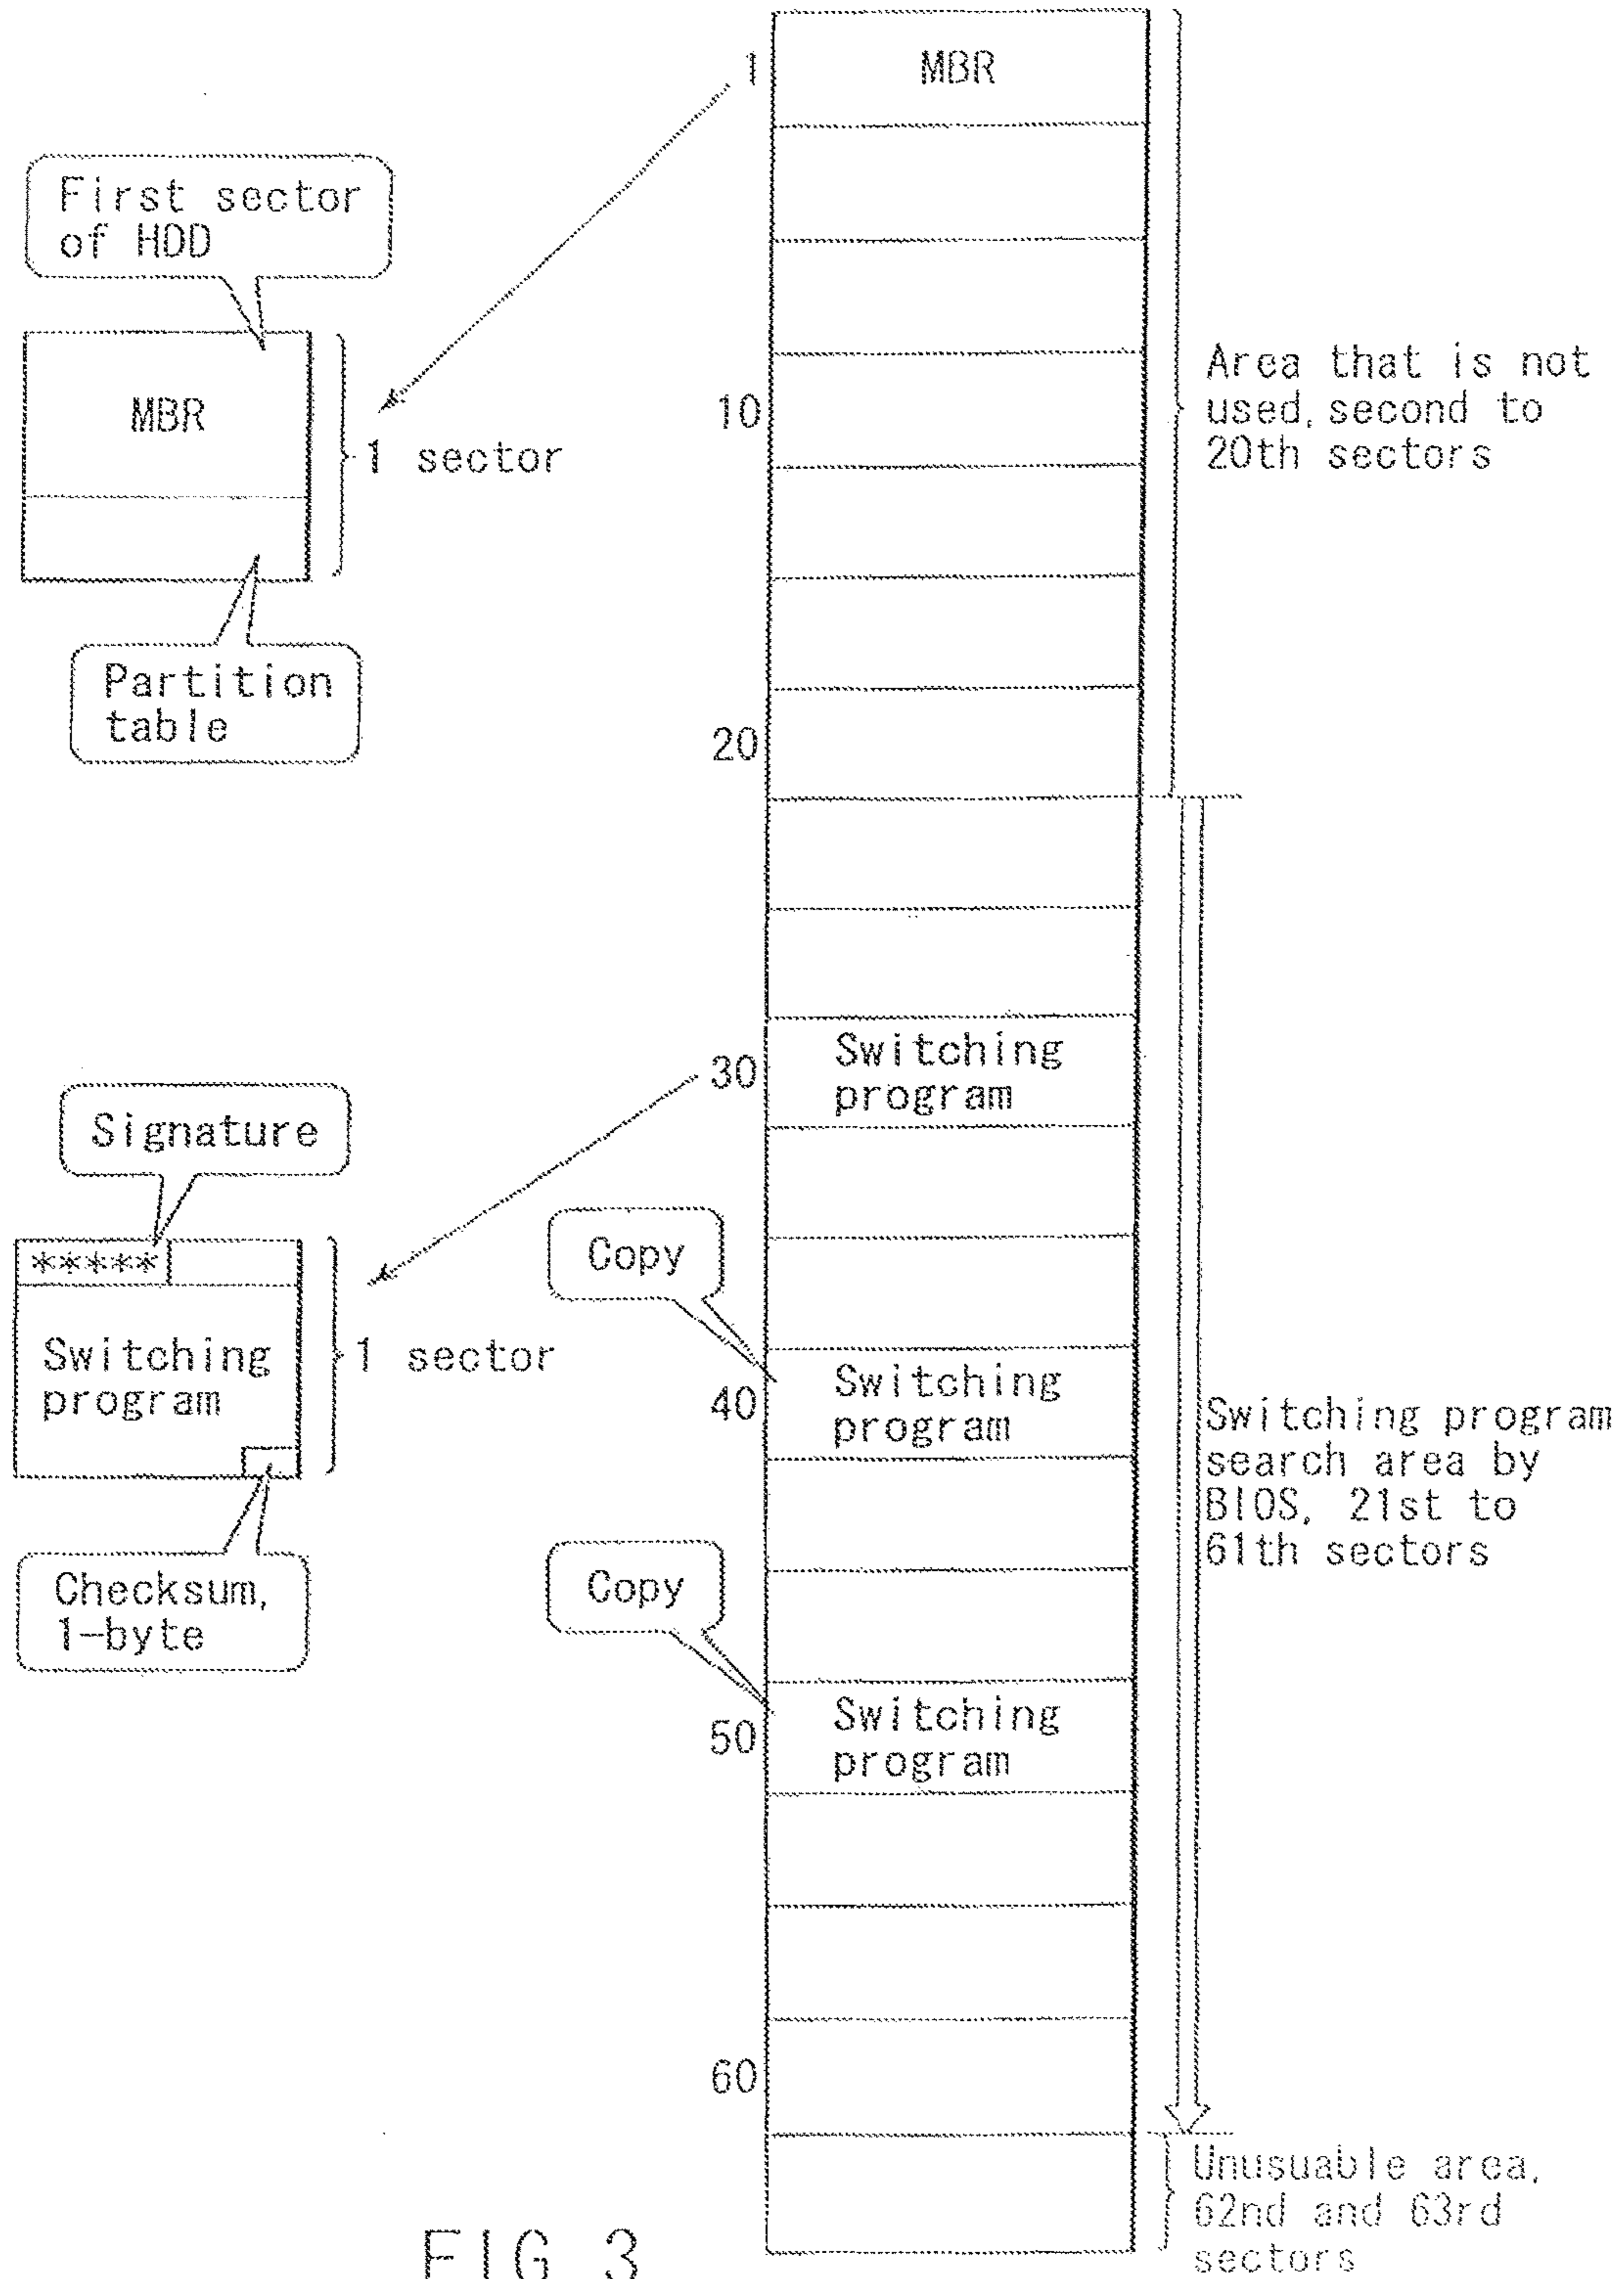 1
MBR
First sector
of HDD
MBR
1 sector
Partition
table
10
Area that is not
used, second to
20th sectors
20
30
Switching
program
Signature
*****
Switching
program
1 sector
Checksum,
1-byte
Copy
40
Switching
program
Switching program
search area by
BIOS, 21st to
61th sectors
Copy
50
Switching
program
60
Unusuable area,
62nd and 63rd
sectors
FIG 3